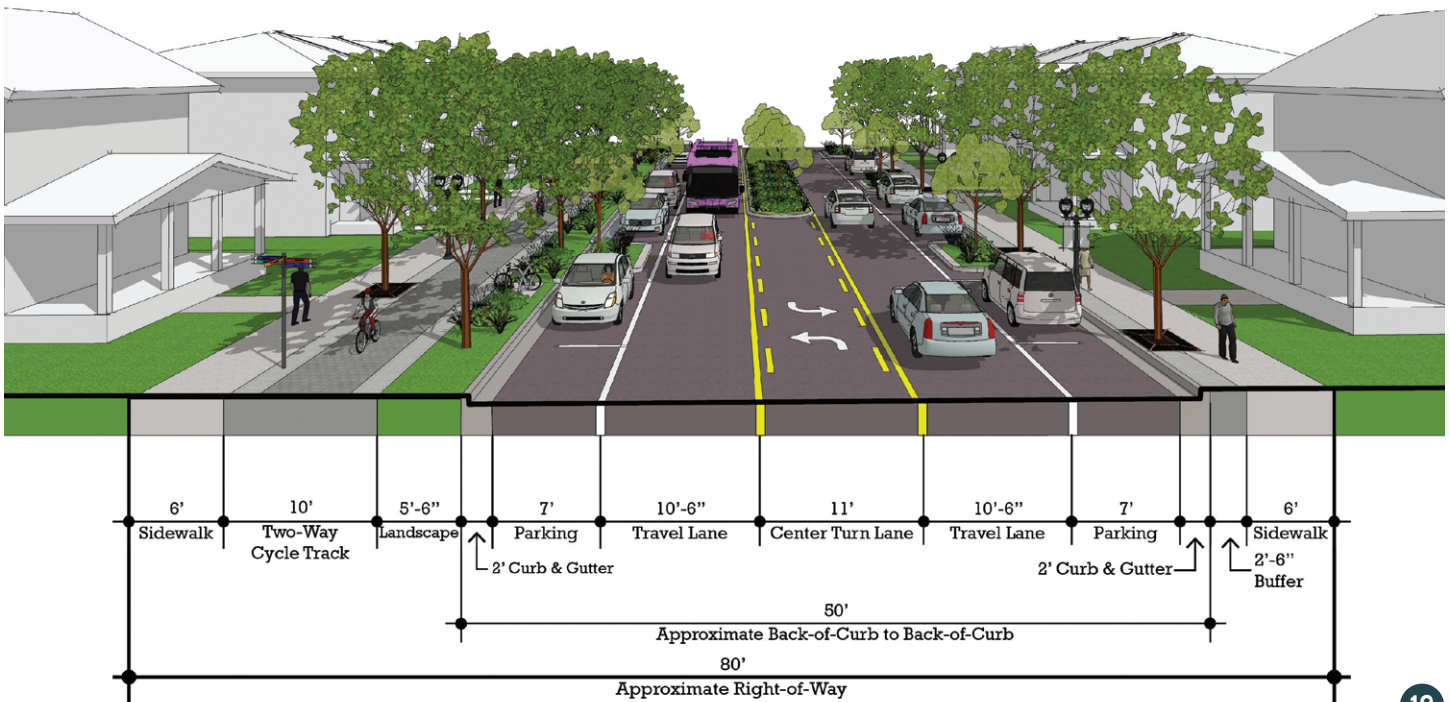 6'
Sidewalk
10'
Two-Way
Cycle Track
5'-6"
Landscape
2' Curb & Gutter
7'
Parking
10'-6"
Travel Lane
11'
Center Turn Lane
10'-6"
Travel Lane
7'
Parking
2' Curb & Gutter
2'-6"
Buffer
6'
Sidewalk
50'
Approximate Back-of-Curb to Back-of-Curb
80'
Approximate Right-of-Way